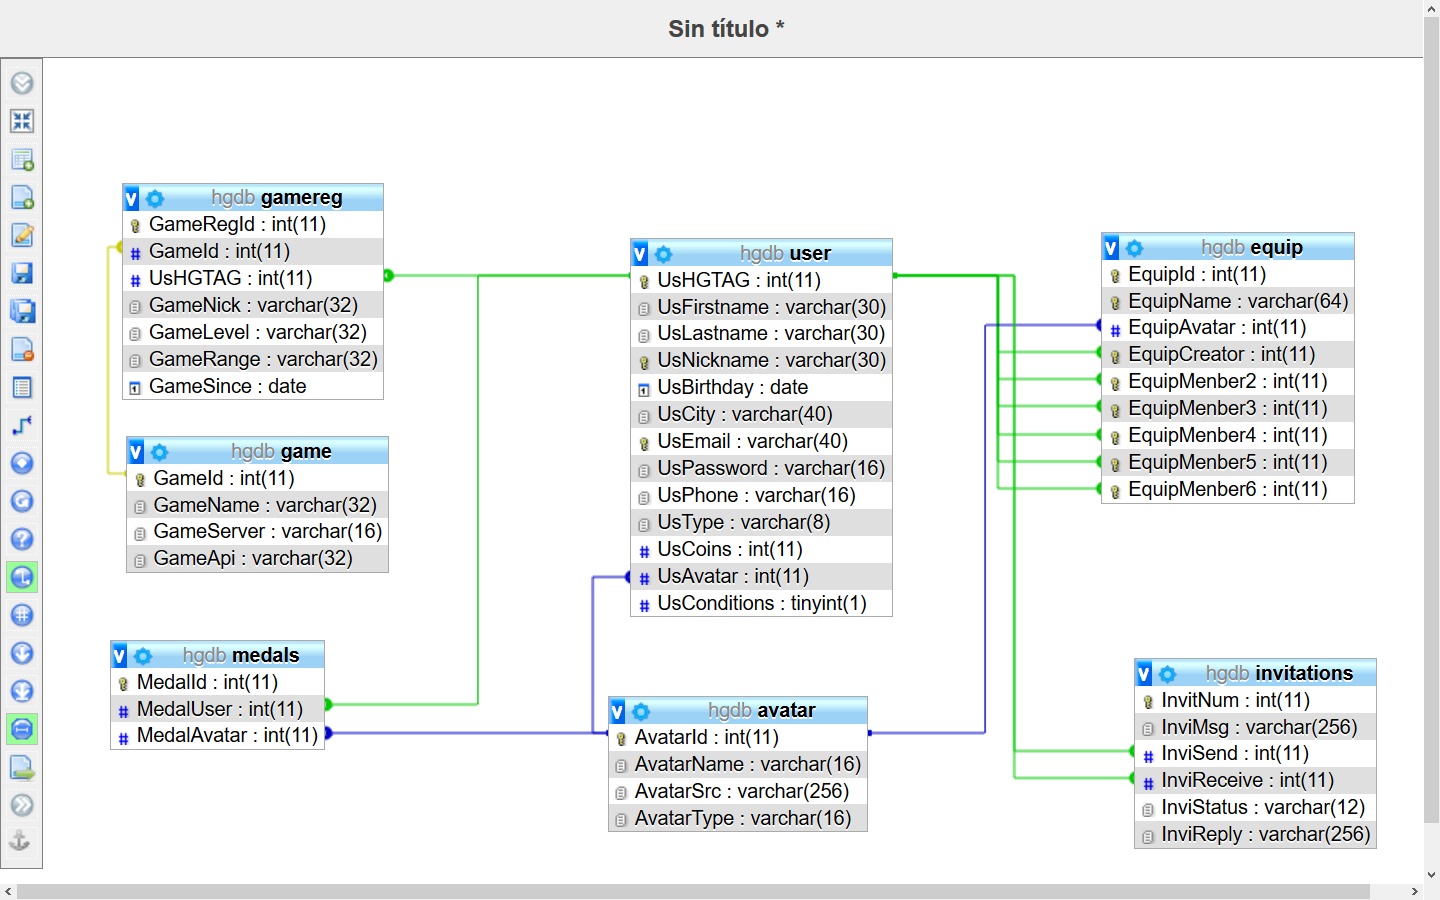 Sin título *
hgdb gamereg
GameRegId : int(11)
GameId : int(11)
UsHGTAG : int(11)
GameNick : varchar(32)
GameLevel : varchar(32)
GameRange : varchar(32)
GameSince : date
hgdb game
GameId : int(11)
GameName : varchar(32)
GameServer : varchar(16)
GameApi : varchar(32)
hgdb medals
MedalId : int(11)
MedalUser : int(11)
MedalAvatar : int(11)
hgdb user
UsHGTAG : int(11)
UsFirstname : varchar(30)
UsLastname : varchar(30)
UsNickname : varchar(30)
UsBirthday : date
UsCity : varchar(40)
UsEmail : varchar(40)
UsPassword : varchar(16)
UsPhone : varchar(16)
UsType : varchar(8)
UsCoins : int(11)
UsAvatar : int(11)
UsConditions : tinyint(1)
hgdb avatar
AvatarId : int(11)
AvatarName : varchar(16)
AvatarSrc : varchar(256)
AvatarType : varchar(16)
hgdb equip
EquipId : int(11)
EquipName : varchar(64)
EquipAvatar : int(11)
EquipCreator : int(11)
EquipMenber2 : int(11)
EquipMenber3 : int(11)
EquipMenber4 : int(11)
EquipMenber5 : int(11)
EquipMenber6 : int(11)
hgdb invitations
InvitNum : int(11)
InviMsg : varchar(256)
InviSend : int(11)
InviReceive : int(11)
InviStatus : varchar(12)
InviReply : varchar(256)